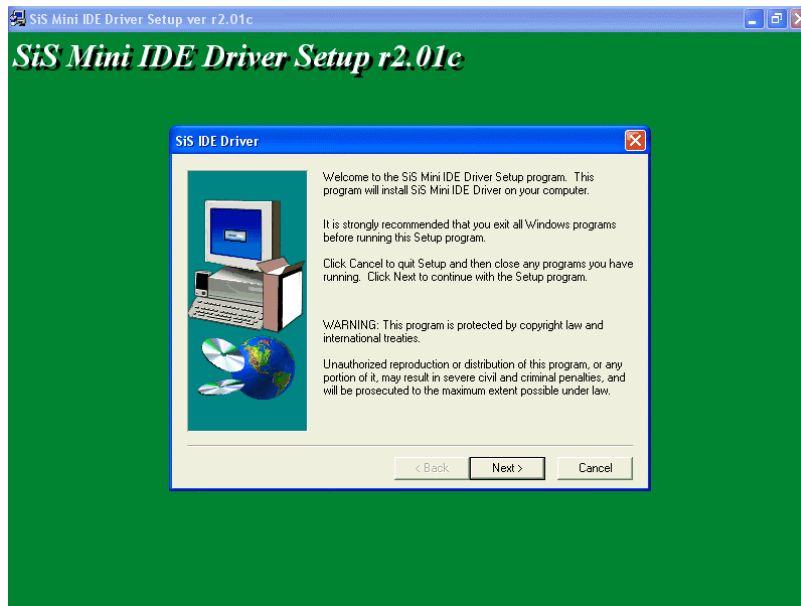 SiS Mini IDE Driver Setup ver r2.01c
SiS Mini IDE Driver Setup r2.01c
SiS IDE Driver
Welcome to the SiS Mini IDE Driver Setup program. This
program will install SiS Mini IDE Driver on your computer.
It is strongly recommended that you exit all Windows programs
before running this Setup program.
Click Cancel to quit Setup and then close any programs you have
running. Click Next to continue with the Setup program.
WARNING: This program is protected by copyright law and
international treaties.
Unauthorized reproduction or distribution of this program, or any
portion of it, may result in severe civil and criminal penalties, and
will be prosecuted to the maximum extent possible under law.
< Back Next > Cancel